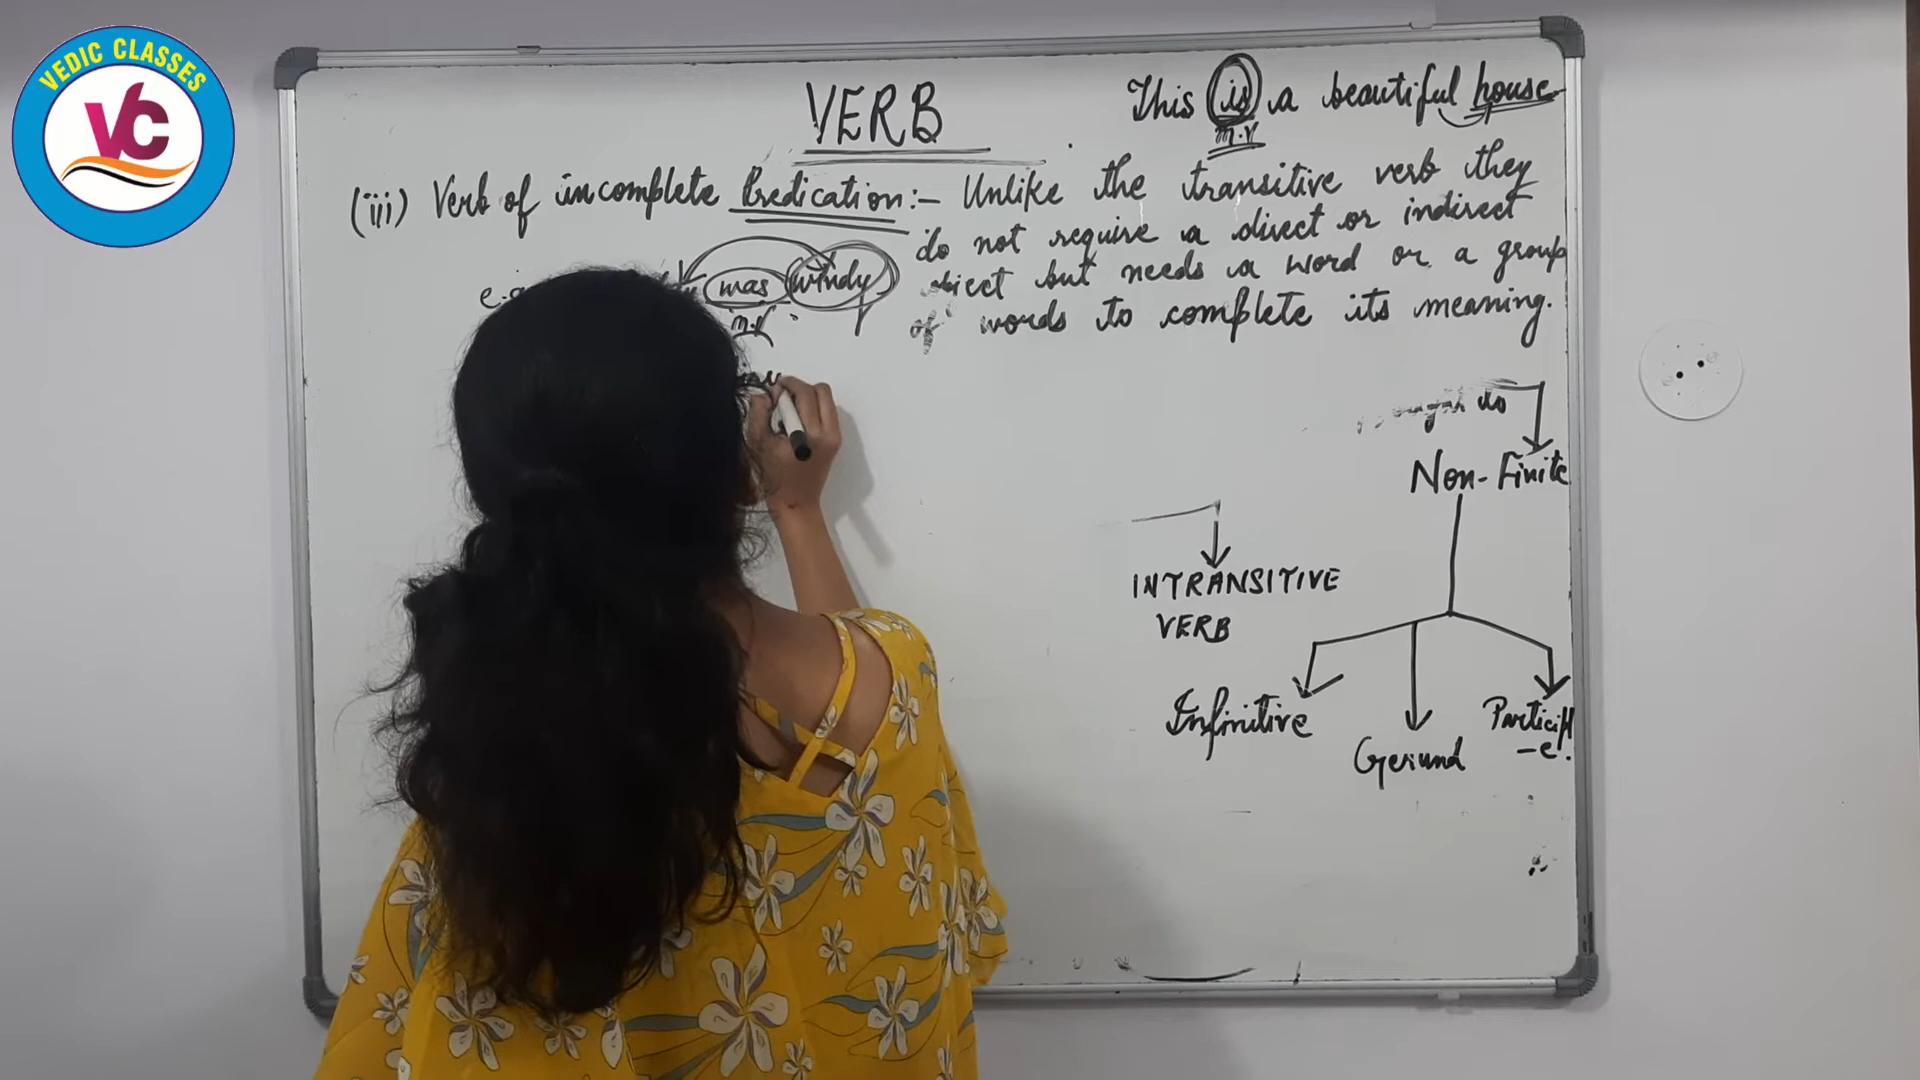 VEDIC CLASSES
VC
VERB
This is a beautiful house
m.v
(iii) Verb of incomplete Predication:- Unlike the transitive verb they
do not require a direct or indirect
object but needs a word or a group
of words to complete its meaning.
e.g
was windy
m.v
to
Non-Finite
INTRANSITIVE
VERB
Infinitive
Gerund
Particip
-e.